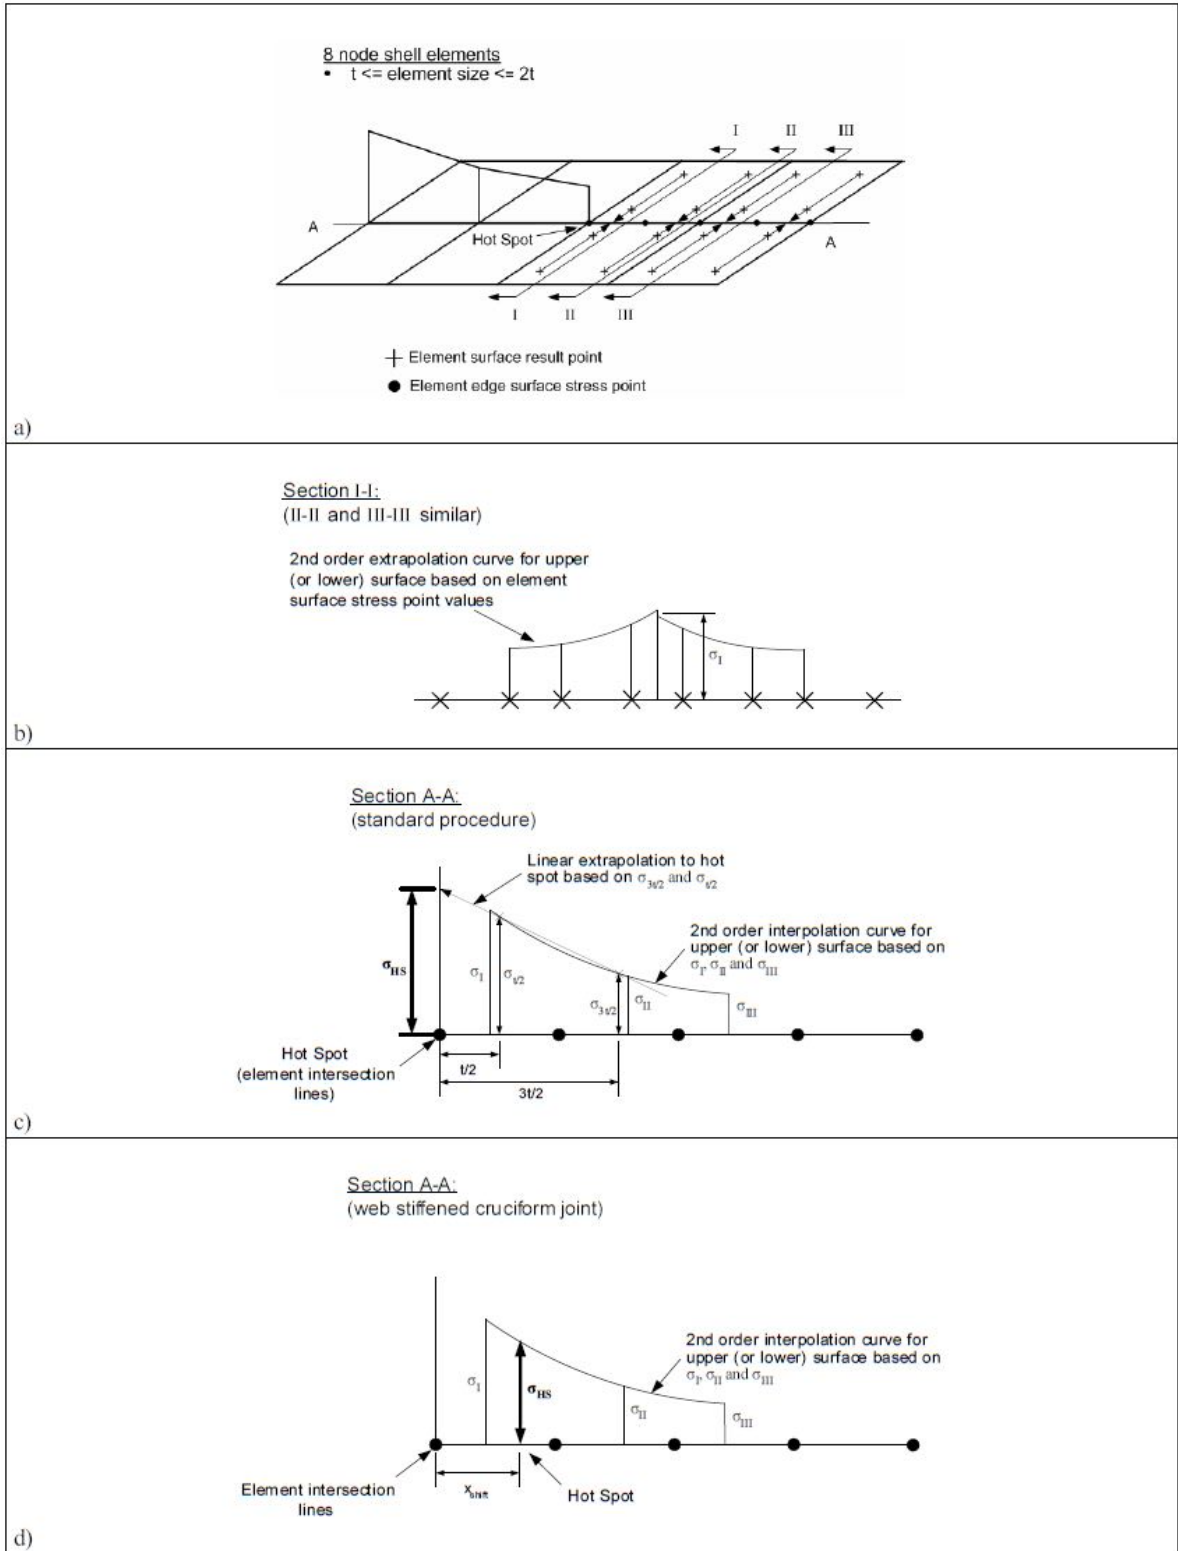 8 node shell elements
• t <= element size <= 2t
I II III
A
Hot Spot
A
I II III
+ Element surface result point
● Element edge surface stress point
a)
Section I-I:
(II-II and III-III similar)
2nd order extrapolation curve for upper
(or lower) surface based on element
surface stress point values
σI
b)
Section A-A:
(standard procedure)
Linear extrapolation to hot
spot based on σ3t/2 and σt/2
2nd order interpolation curve for
upper (or lower) surface based on
σI, σII and σIII
σHS
σI
σt/2
σ3t/2
σII
σIII
Hot Spot
(element intersection
lines)
t/2
3t/2
c)
Section A-A:
(web stiffened cruciform joint)
2nd order interpolation curve for
upper (or lower) surface based on
σI, σII and σIII
σI
σHS
σII
σIII
Element intersection
lines
xshift
Hot Spot
d)